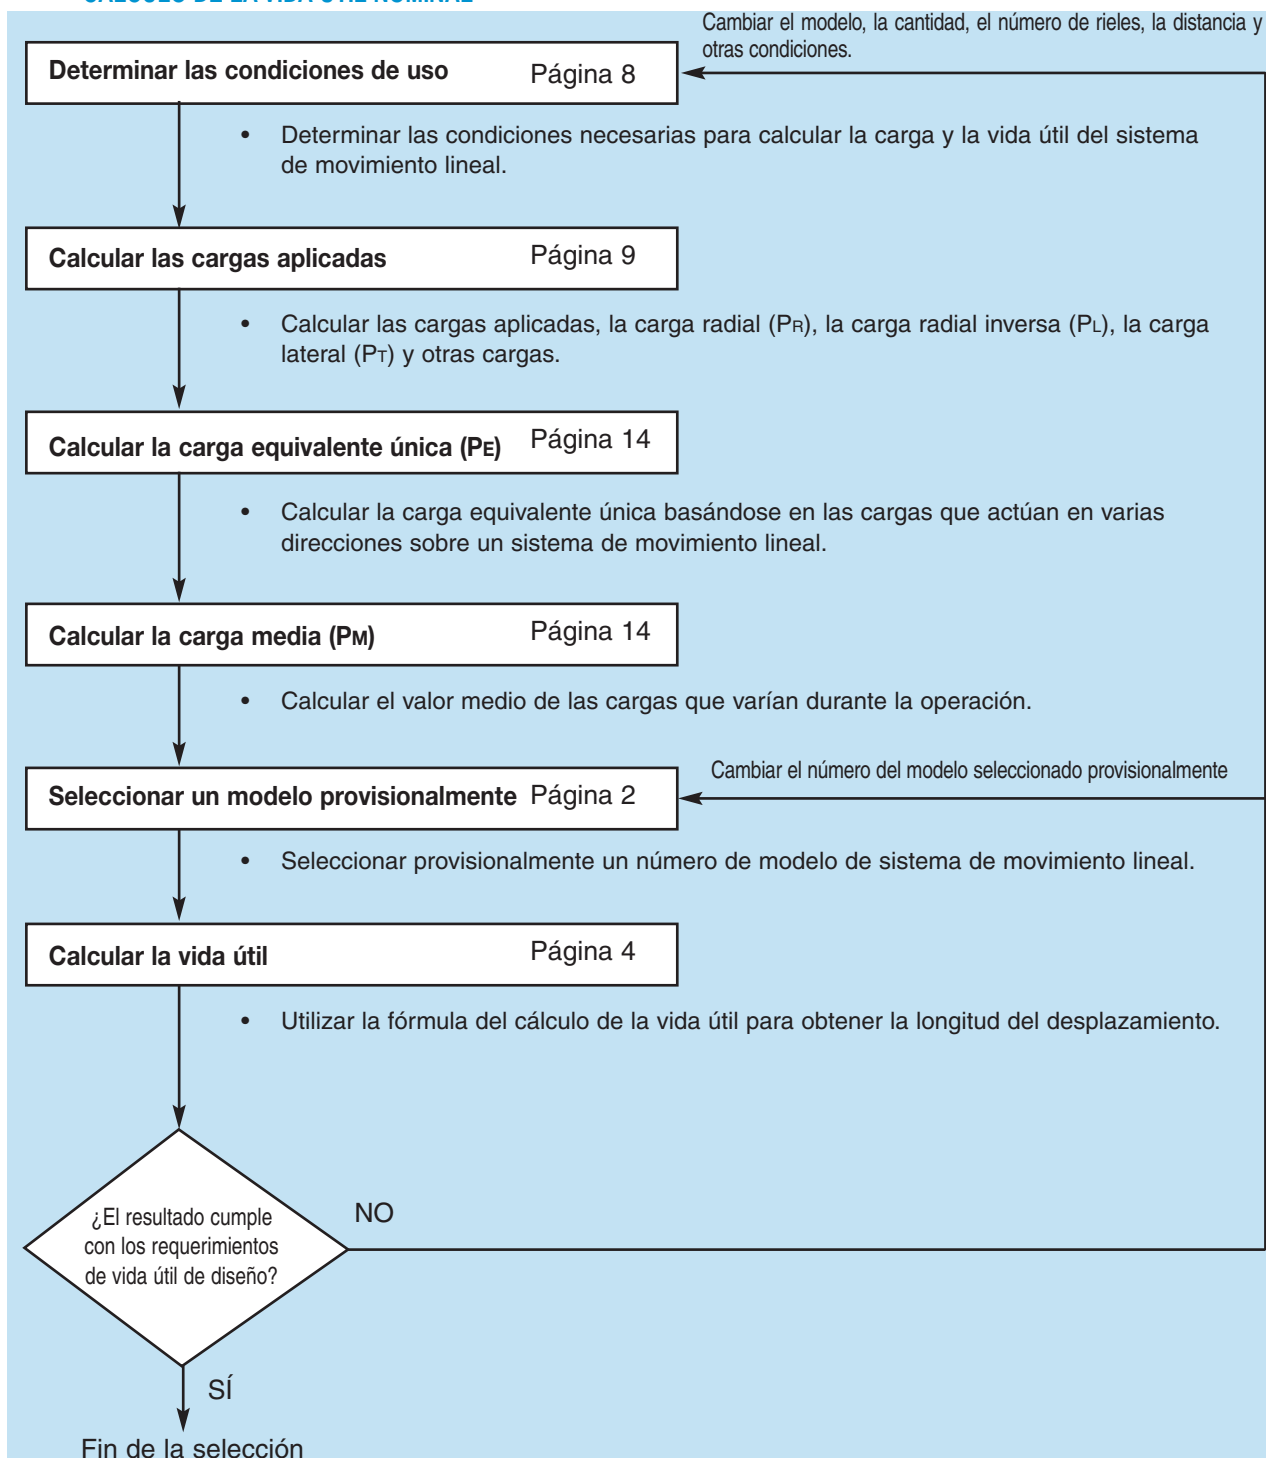 CÁLCULO DE LA VIDA ÚTIL NOMINAL
Cambiar el modelo, la cantidad, el número de rieles, la distancia y
otras condiciones.
Determinar las condiciones de uso Página 8
• Determinar las condiciones necesarias para calcular la carga y la vida útil del sistema
de movimiento lineal.
Calcular las cargas aplicadas Página 9
• Calcular las cargas aplicadas, la carga radial (PR), la carga radial inversa (PL), la carga
lateral (PT) y otras cargas.
Calcular la carga equivalente única (PE) Página 14
• Calcular la carga equivalente única basándose en las cargas que actúan en varias
direcciones sobre un sistema de movimiento lineal.
Calcular la carga media (PM) Página 14
• Calcular el valor medio de las cargas que varían durante la operación.
Cambiar el número del modelo seleccionado provisionalmente
Seleccionar un modelo provisionalmente Página 2
• Seleccionar provisionalmente un número de modelo de sistema de movimiento lineal.
Calcular la vida útil Página 4
• Utilizar la fórmula del cálculo de la vida útil para obtener la longitud del desplazamiento.
¿El resultado cumple
con los requerimientos
de vida útil de diseño?
NO
SÍ
Fin de la selección